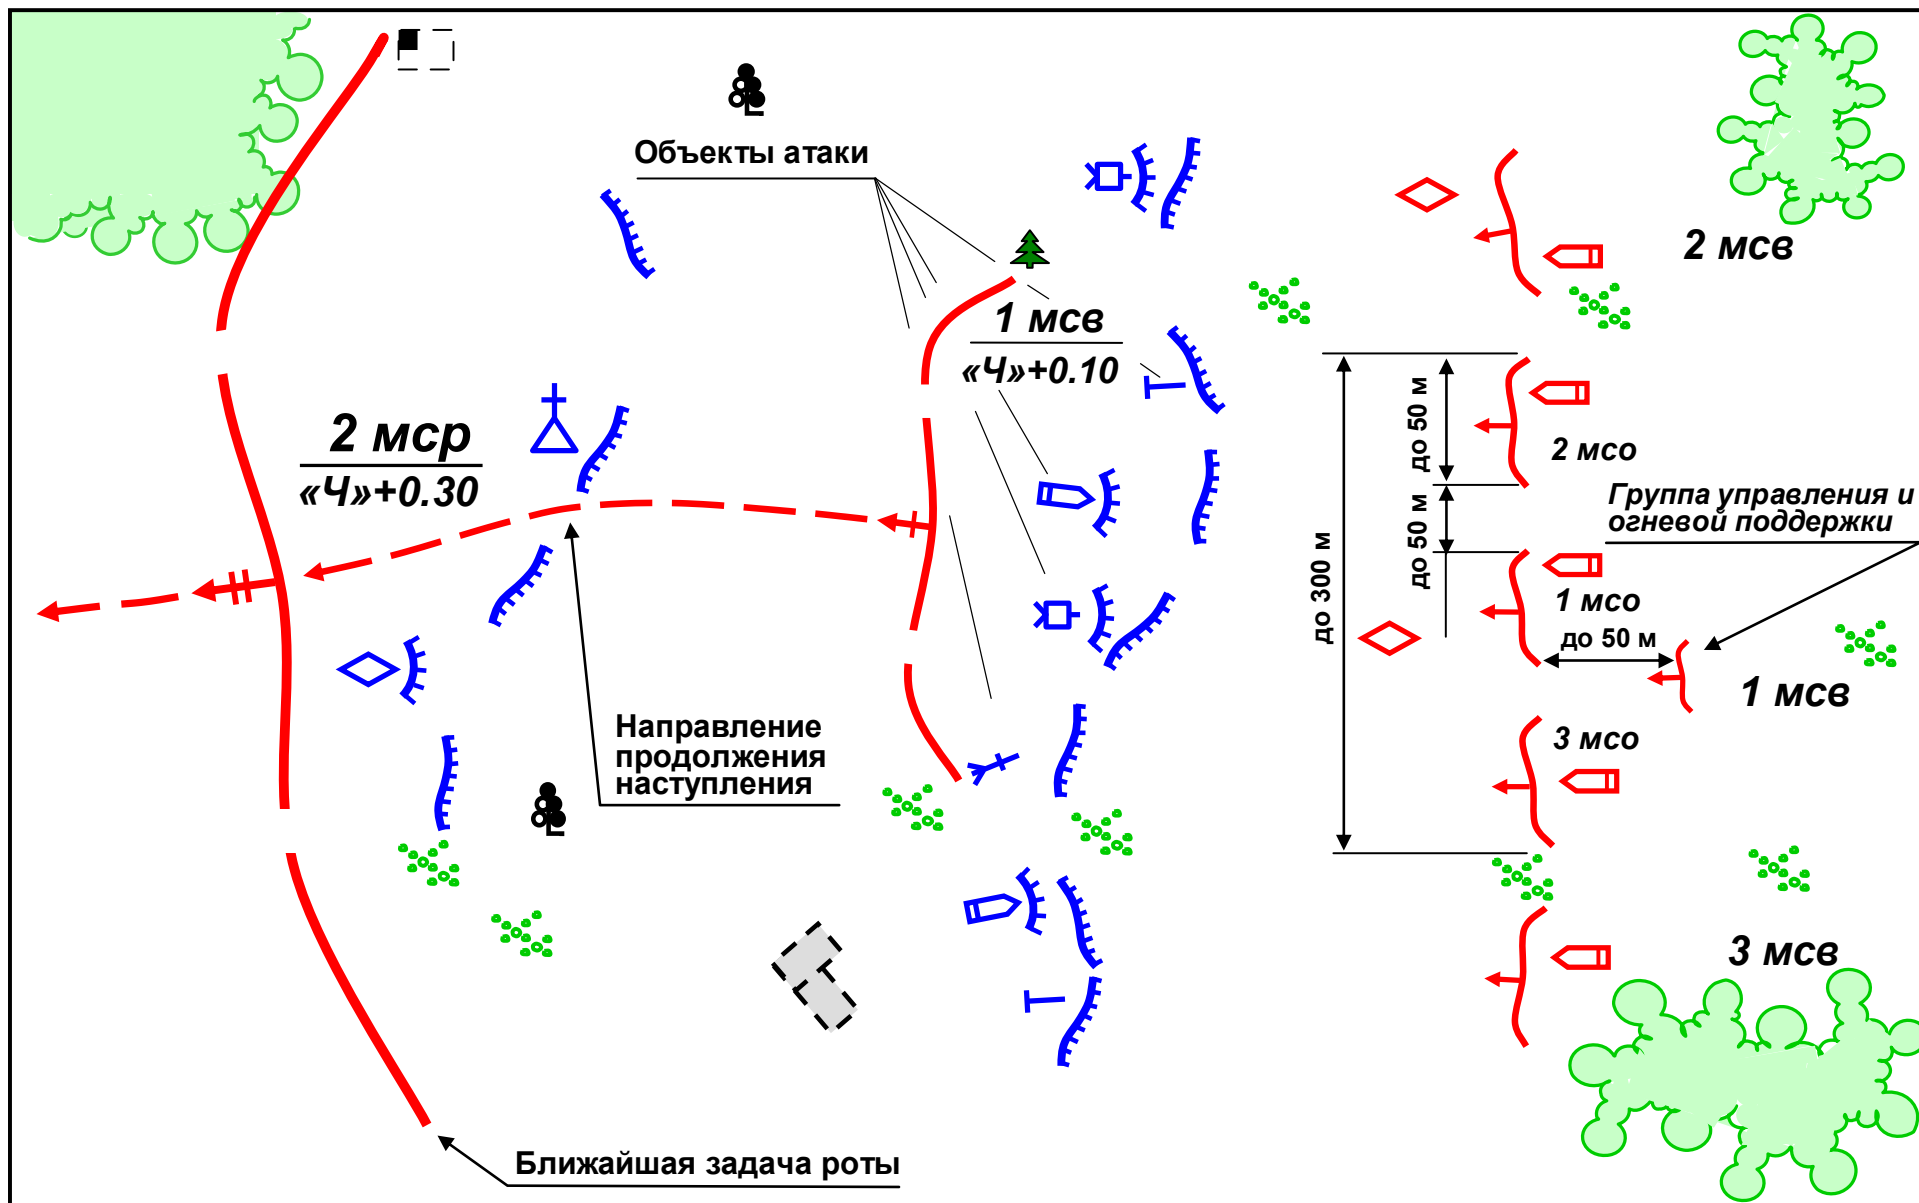 Объекты атаки
2 мсв
1 мсв
«Ч»+0.10
2 мср
«Ч»+0.30
до 300 м
до 50 м
до 50 м
2 мсо
Группа управления и
огневой поддержки
1 мсо
до 50 м
1 мсв
3 мсо
Направление
продолжения
наступления
3 мсв
Ближайшая задача роты